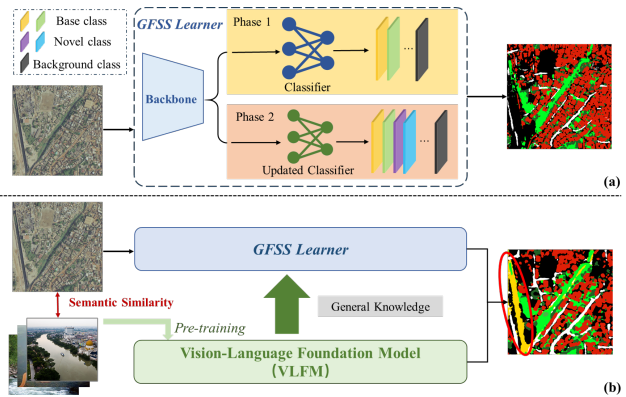 GFSS Learner
Base class
Novel class
Background class
Backbone
Phase 1
...
Classifier
Phase 2
...
Updated Classifier
(a)
GFSS Learner
Semantic Similarity
General Knowledge
Pre-training
Vision-Language Foundation Model
(VLFM)
(b)